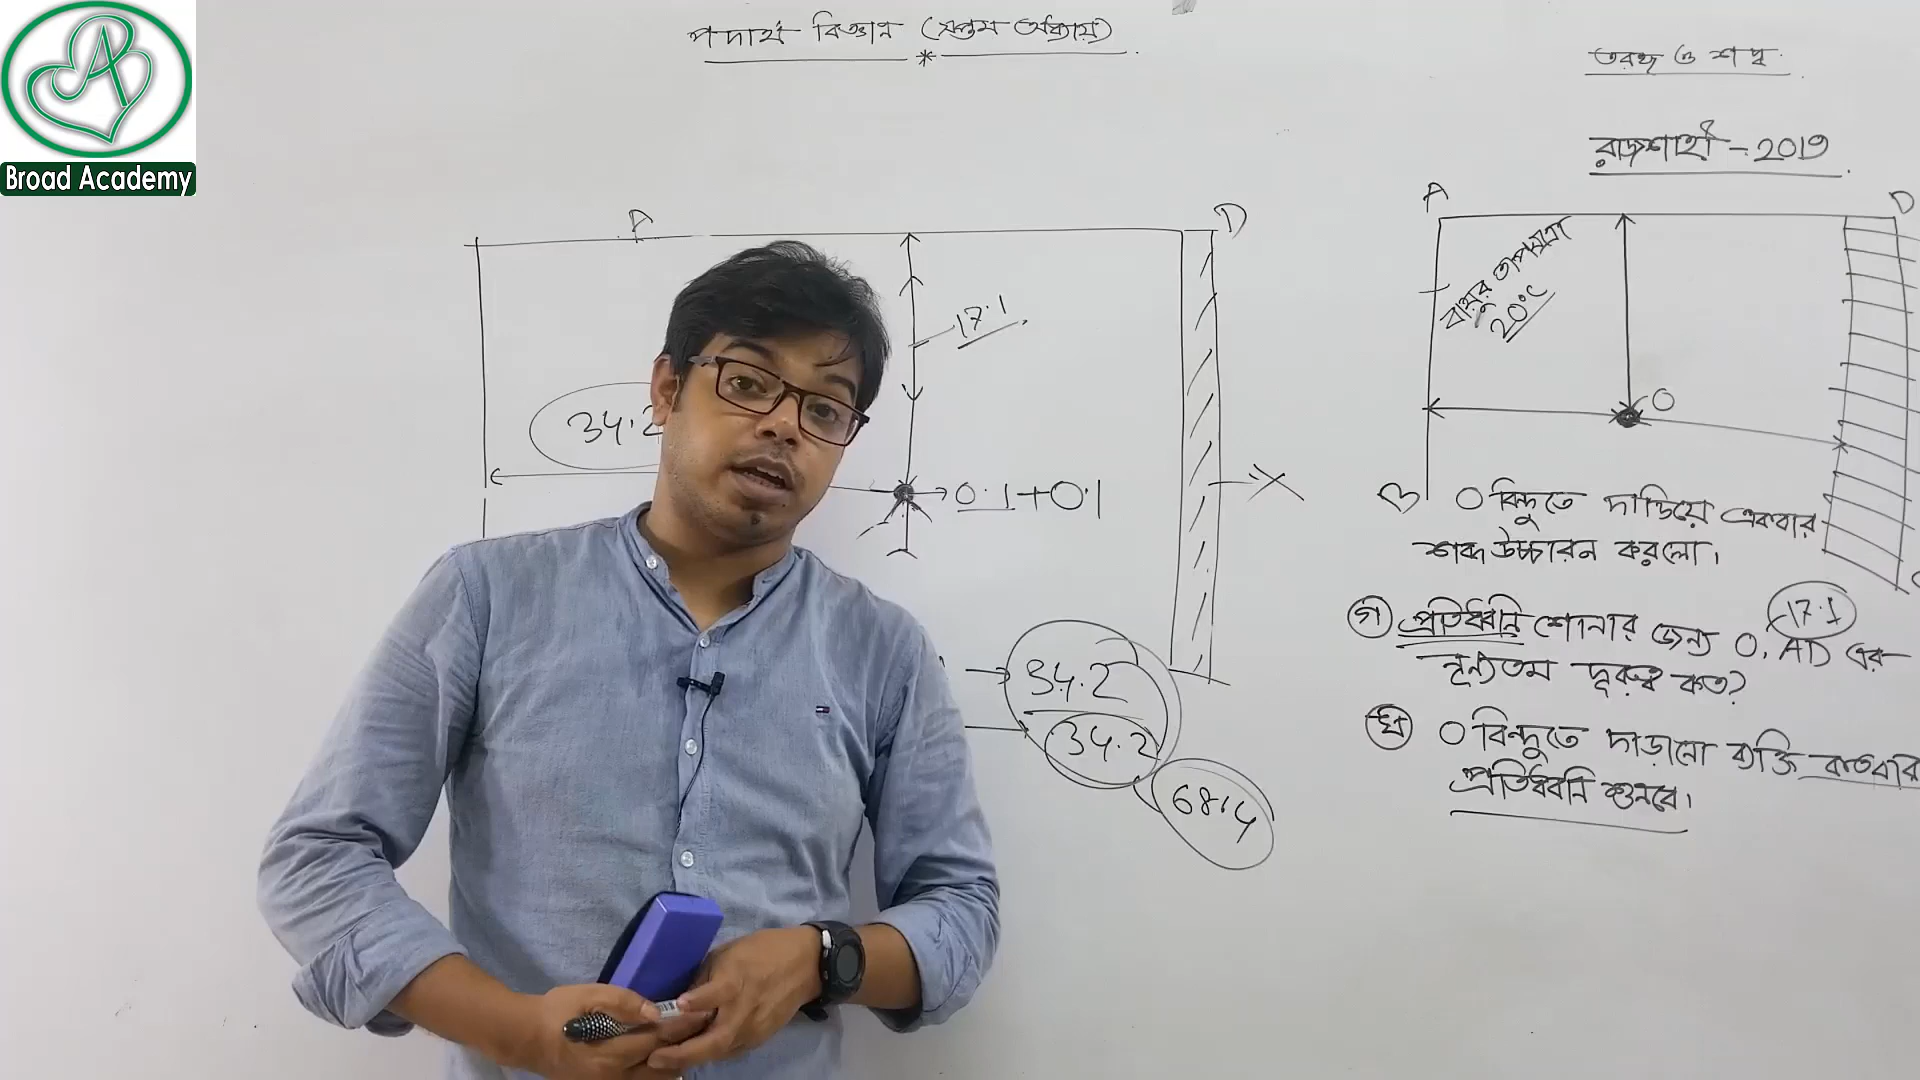 Broad Academy
পদার্থ বিজ্ঞান (সপ্তম অধ্যায়)
*
A
D
17.1
34.2
0.1+0.1
X
34.2
34.2
68.4
তরঙ্গ ও শব্দ
রাজশাহী - ২০১৬
A
D
বায়ুর তাপমাত্রা
20°C
O
B
O বিন্দুতে দাড়িয়ে একবার
শব্দ উচ্চারন করলো।
17.1
গ প্রতিধ্বনি শোনার জন্য O, AD এর
নূন্যতম দূরত্ব কত?
ঘ O বিন্দুতে দাড়ানো ব্যক্তি কতবার
প্রতিধ্বনি শুনবে।